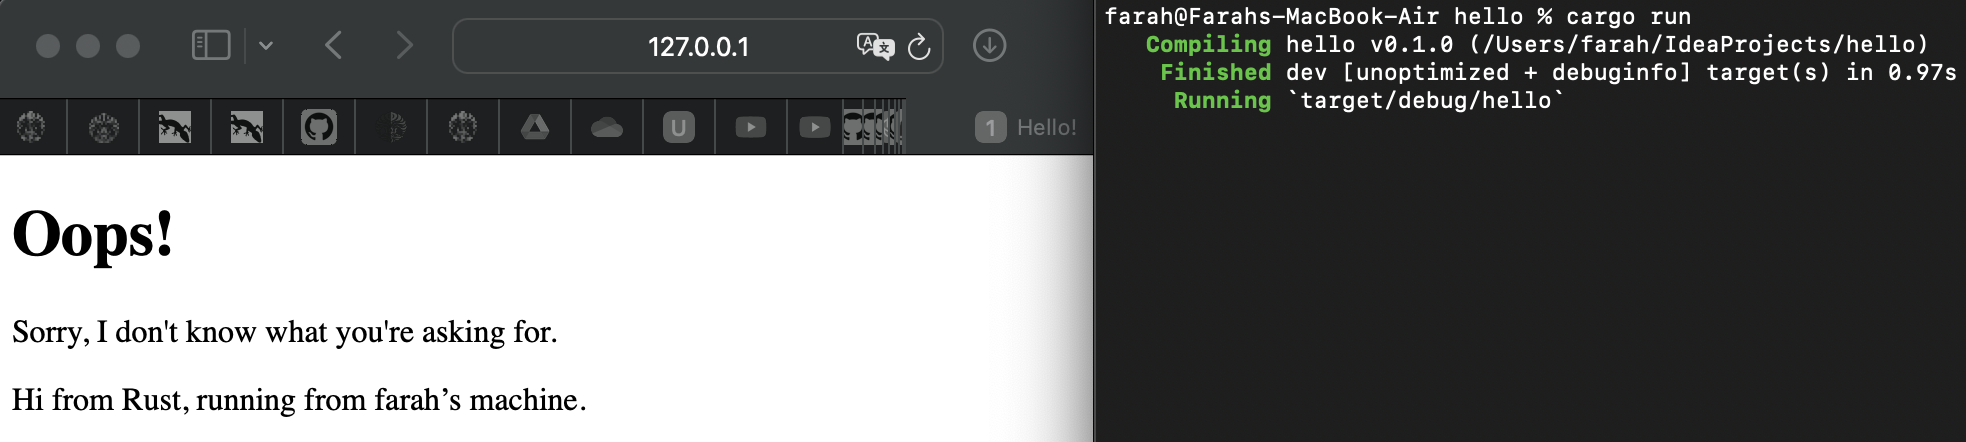 127.0.0.1
U
1 Hello!
Oops!
Sorry, I don't know what you're asking for.
Hi from Rust, running from farah’s machine.
farah@Farahs-MacBook-Air hello % cargo run
Compiling hello v0.1.0 (/Users/farah/IdeaProjects/hello)
Finished dev [unoptimized + debuginfo] target(s) in 0.97s
Running `target/debug/hello`